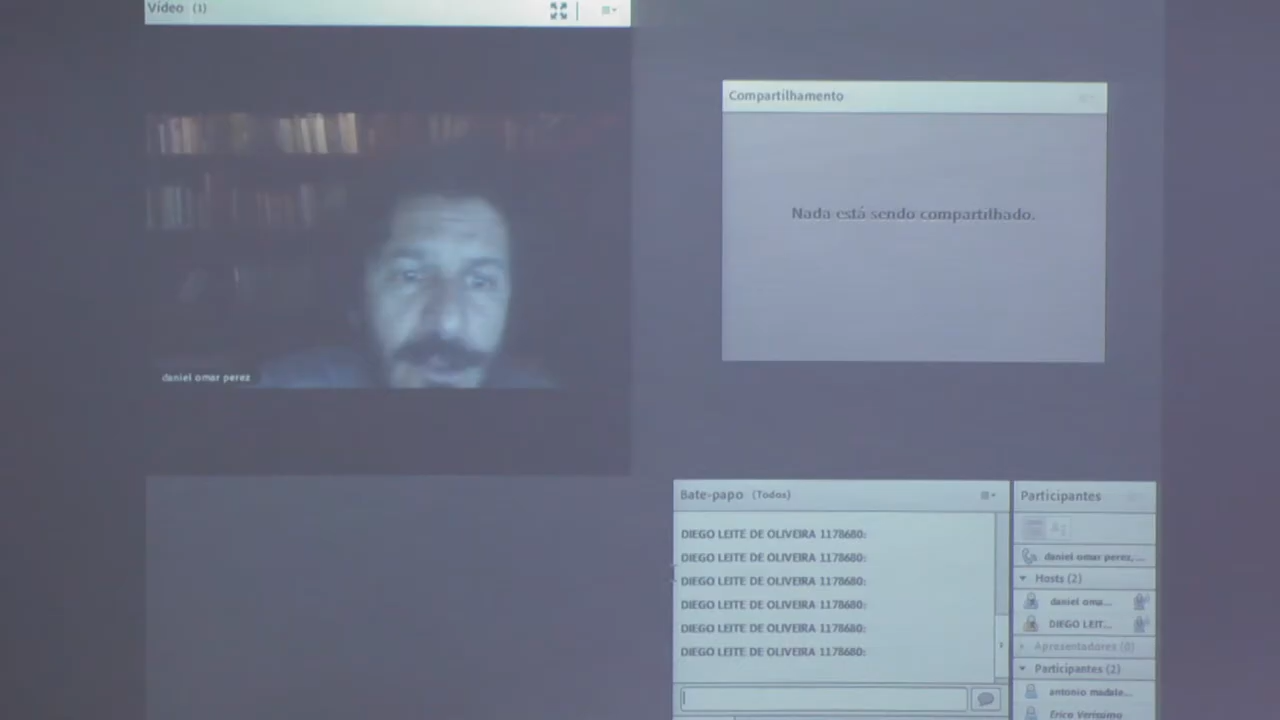 Vídeo (1)
Compartilhamento
Nada está sendo compartilhado.
daniel omar perez
Bate-papo (Todos)
DIEGO LEITE DE OLIVEIRA 1178680:
DIEGO LEITE DE OLIVEIRA 1178680:
DIEGO LEITE DE OLIVEIRA 1178680:
DIEGO LEITE DE OLIVEIRA 1178680:
DIEGO LEITE DE OLIVEIRA 1178680:
DIEGO LEITE DE OLIVEIRA 1178680:
Participantes
daniel omar perez, ...
Hosts (2)
daniel oma...
DIEGO LEIT...
Apresentadores (0)
Participantes (2)
antonio madale...
Erico Verissimo